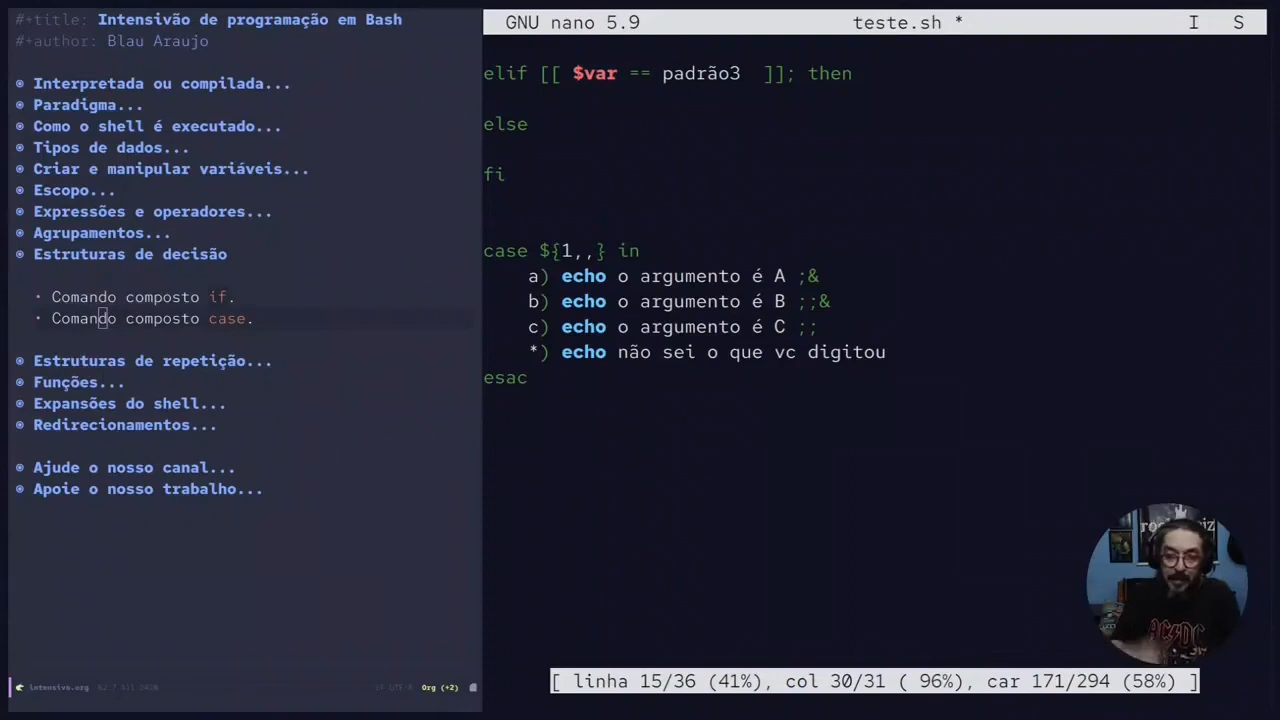 #+title: Intensivão de programação em Bash
#+author: Blau Araujo
Interpretada ou compilada...
Paradigma...
Como o shell é executado...
Tipos de dados...
Criar e manipular variáveis...
Escopo...
Expressões e operadores...
Agrupamentos...
Estruturas de decisão
• Comando composto if.
• Comando composto case.
Estruturas de repetição...
Funções...
Expansões do shell...
Redirecionamentos...
Ajude o nosso canal...
Apoie o nosso trabalho...
intensivo.org
Org (+2)
GNU nano 5.9 teste.sh * I S
elif [[ $var == padrão3 ]]; then
else
fi
case ${1,,} in
a) echo o argumento é A ;&
b) echo o argumento é B ;;&
c) echo o argumento é C ;;
*) echo não sei o que vc digitou
esac
[ linha 15/36 (41%), col 30/31 ( 96%), car 171/294 (58%) ]
AC/DC